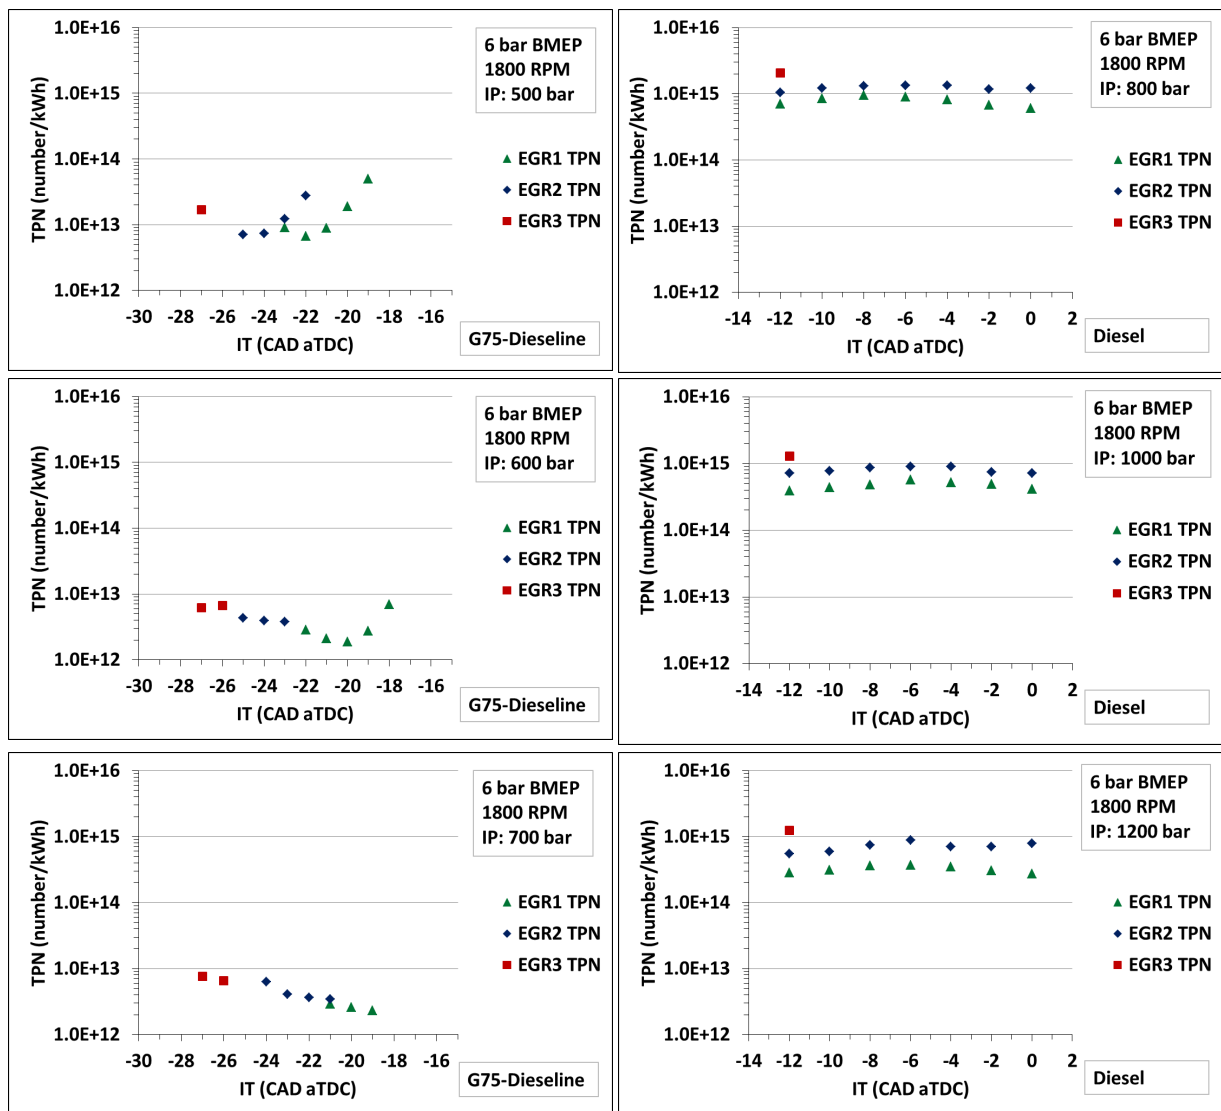 1.0E+16
1.0E+15
1.0E+14
1.0E+13
1.0E+12
TPN (number/kWh)
-30 -28 -26 -24 -22 -20 -18 -16
IT (CAD aTDC)
6 bar BMEP
1800 RPM
IP: 500 bar
EGR1 TPN
EGR2 TPN
EGR3 TPN
G75-Dieseline
1.0E+16
1.0E+15
1.0E+14
1.0E+13
1.0E+12
TPN (number/kWh)
-14 -12 -10 -8 -6 -4 -2 0 2
IT (CAD aTDC)
6 bar BMEP
1800 RPM
IP: 800 bar
EGR1 TPN
EGR2 TPN
EGR3 TPN
Diesel
1.0E+16
1.0E+15
1.0E+14
1.0E+13
1.0E+12
TPN (number/kWh)
-30 -28 -26 -24 -22 -20 -18 -16
IT (CAD aTDC)
6 bar BMEP
1800 RPM
IP: 600 bar
EGR1 TPN
EGR2 TPN
EGR3 TPN
G75-Dieseline
1.0E+16
1.0E+15
1.0E+14
1.0E+13
1.0E+12
TPN (number/kWh)
-14 -12 -10 -8 -6 -4 -2 0 2
IT (CAD aTDC)
6 bar BMEP
1800 RPM
IP: 1000 bar
EGR1 TPN
EGR2 TPN
EGR3 TPN
Diesel
1.0E+16
1.0E+15
1.0E+14
1.0E+13
1.0E+12
TPN (number/kWh)
-30 -28 -26 -24 -22 -20 -18 -16
IT (CAD aTDC)
6 bar BMEP
1800 RPM
IP: 700 bar
EGR1 TPN
EGR2 TPN
EGR3 TPN
G75-Dieseline
1.0E+16
1.0E+15
1.0E+14
1.0E+13
1.0E+12
TPN (number/kWh)
-14 -12 -10 -8 -6 -4 -2 0 2
IT (CAD aTDC)
6 bar BMEP
1800 RPM
IP: 1200 bar
EGR1 TPN
EGR2 TPN
EGR3 TPN
Diesel